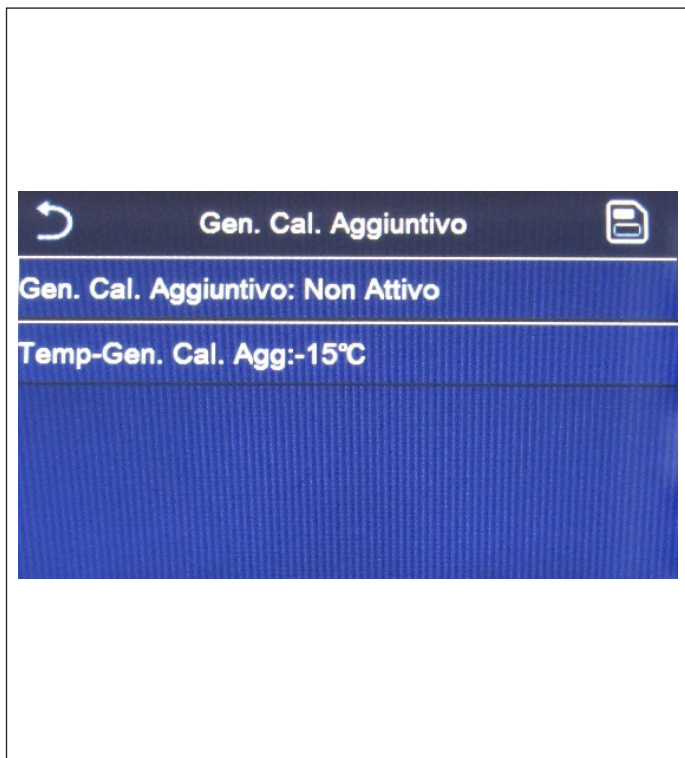 Gen. Cal. Aggiuntivo
Gen. Cal. Aggiuntivo: Non Attivo
Temp-Gen. Cal. Agg:-15℃